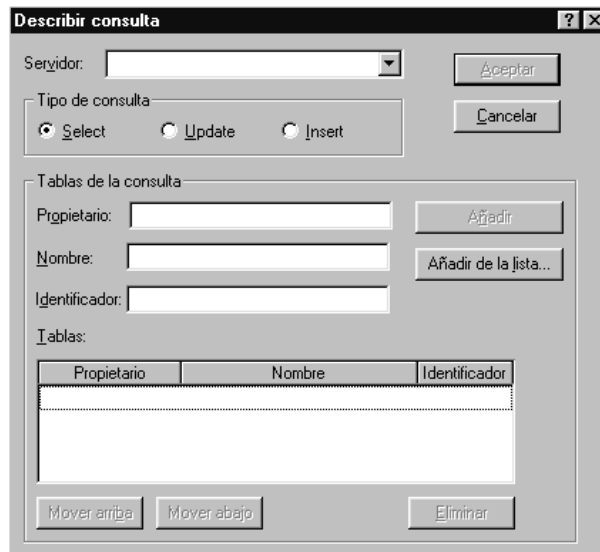 Describir consulta
Servidor:
Aceptar
Tipo de consulta
Select Update Insert
Cancelar
Tablas de la consulta
Propietario:
Añadir
Nombre:
Añadir de la lista...
Identificador:
Tablas:
Propietario Nombre Identificador
Mover arriba Mover abajo Eliminar